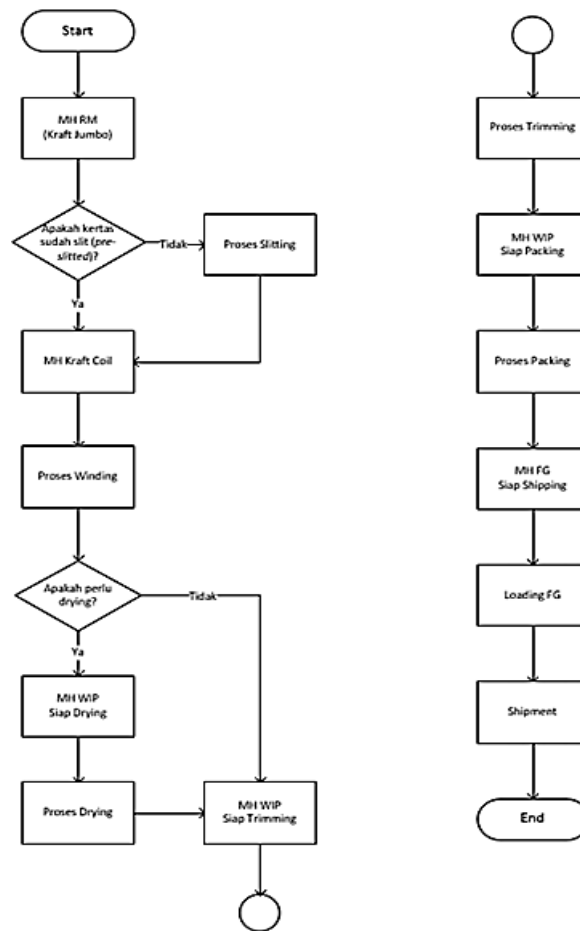 Start
MH RM
(Kraft Jumbo)
Apakah kertas
sudah slit (pre-
slitted)?
Tidak
Proses Slitting
Ya
MH Kraft Coil
Proses Winding
Apakah perlu
drying?
Tidak
Ya
MH WIP
Siap Drying
Proses Drying
MH WIP
Siap Trimming
Proses Trimming
MH WIP
Siap Packing
Proses Packing
MH FG
Siap Shipping
Loading FG
Shipment
End